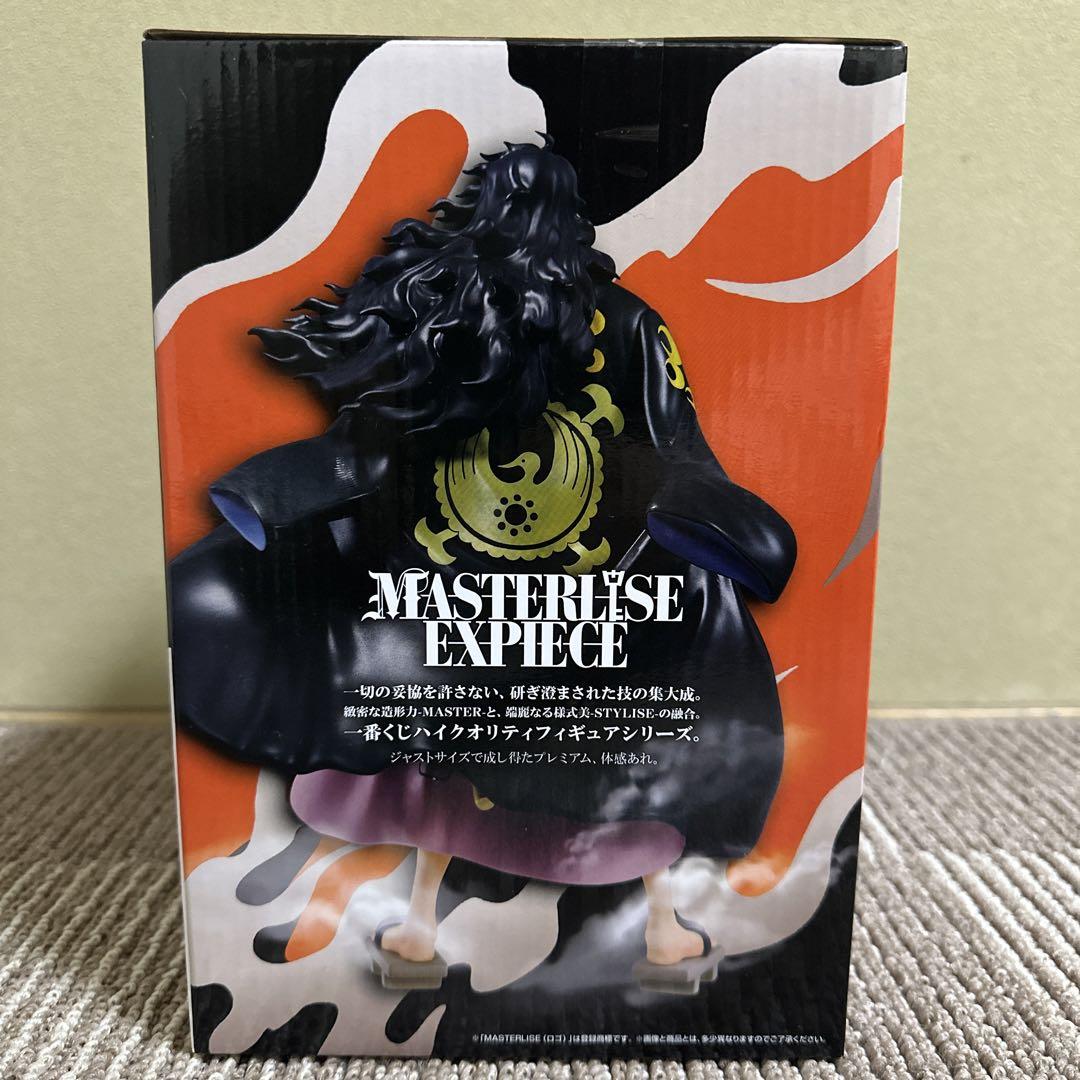 MASTERLISE
EXPIECE
一切の妥協を許さない、研ぎ澄まされた技の集大成。
緻密な造形力-MASTER-と、端麗なる様式美-STYLISE-の融合。
一番くじハイクオリティフィギュアシリーズ。
ジャストサイズで成し得たプレミアム、体感あれ。
※「MASTERLISE（ロゴ）」は登録商標です。※画像と商品とは、多少異なりますのでご了承ください。